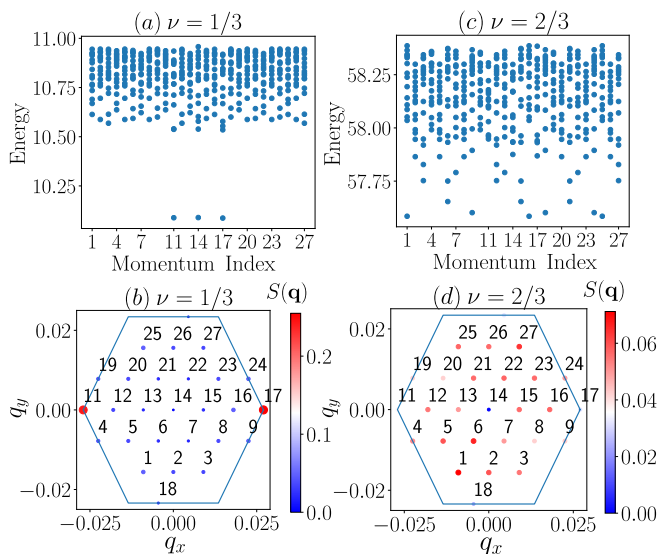 (a) ν = 1/3
11.00
10.75
10.50
10.25
Energy
1 4 7 11 14 17 20 23 27
Momentum Index
(c) ν = 2/3
58.25
58.00
57.75
Energy
1 4 7 11 14 17 20 23 27
Momentum Index
(b) ν = 1/3
S(q)
0.02
0.00
−0.02
q_y
25 26 27
19 20 21 22 23 24
11 12 13 14 15 16 17
4 5 6 7 8 9
1 2 3
18
−0.025 0.000 0.025
q_x
0.2
0.1
0.0
(d) ν = 2/3
S(q)
0.02
0.00
−0.02
q_y
25 26 27
19 20 21 22 23 24
11 12 13 14 15 16 17
4 5 6 7 8 9
1 2 3
18
−0.025 0.000 0.025
q_x
0.06
0.04
0.02
0.00